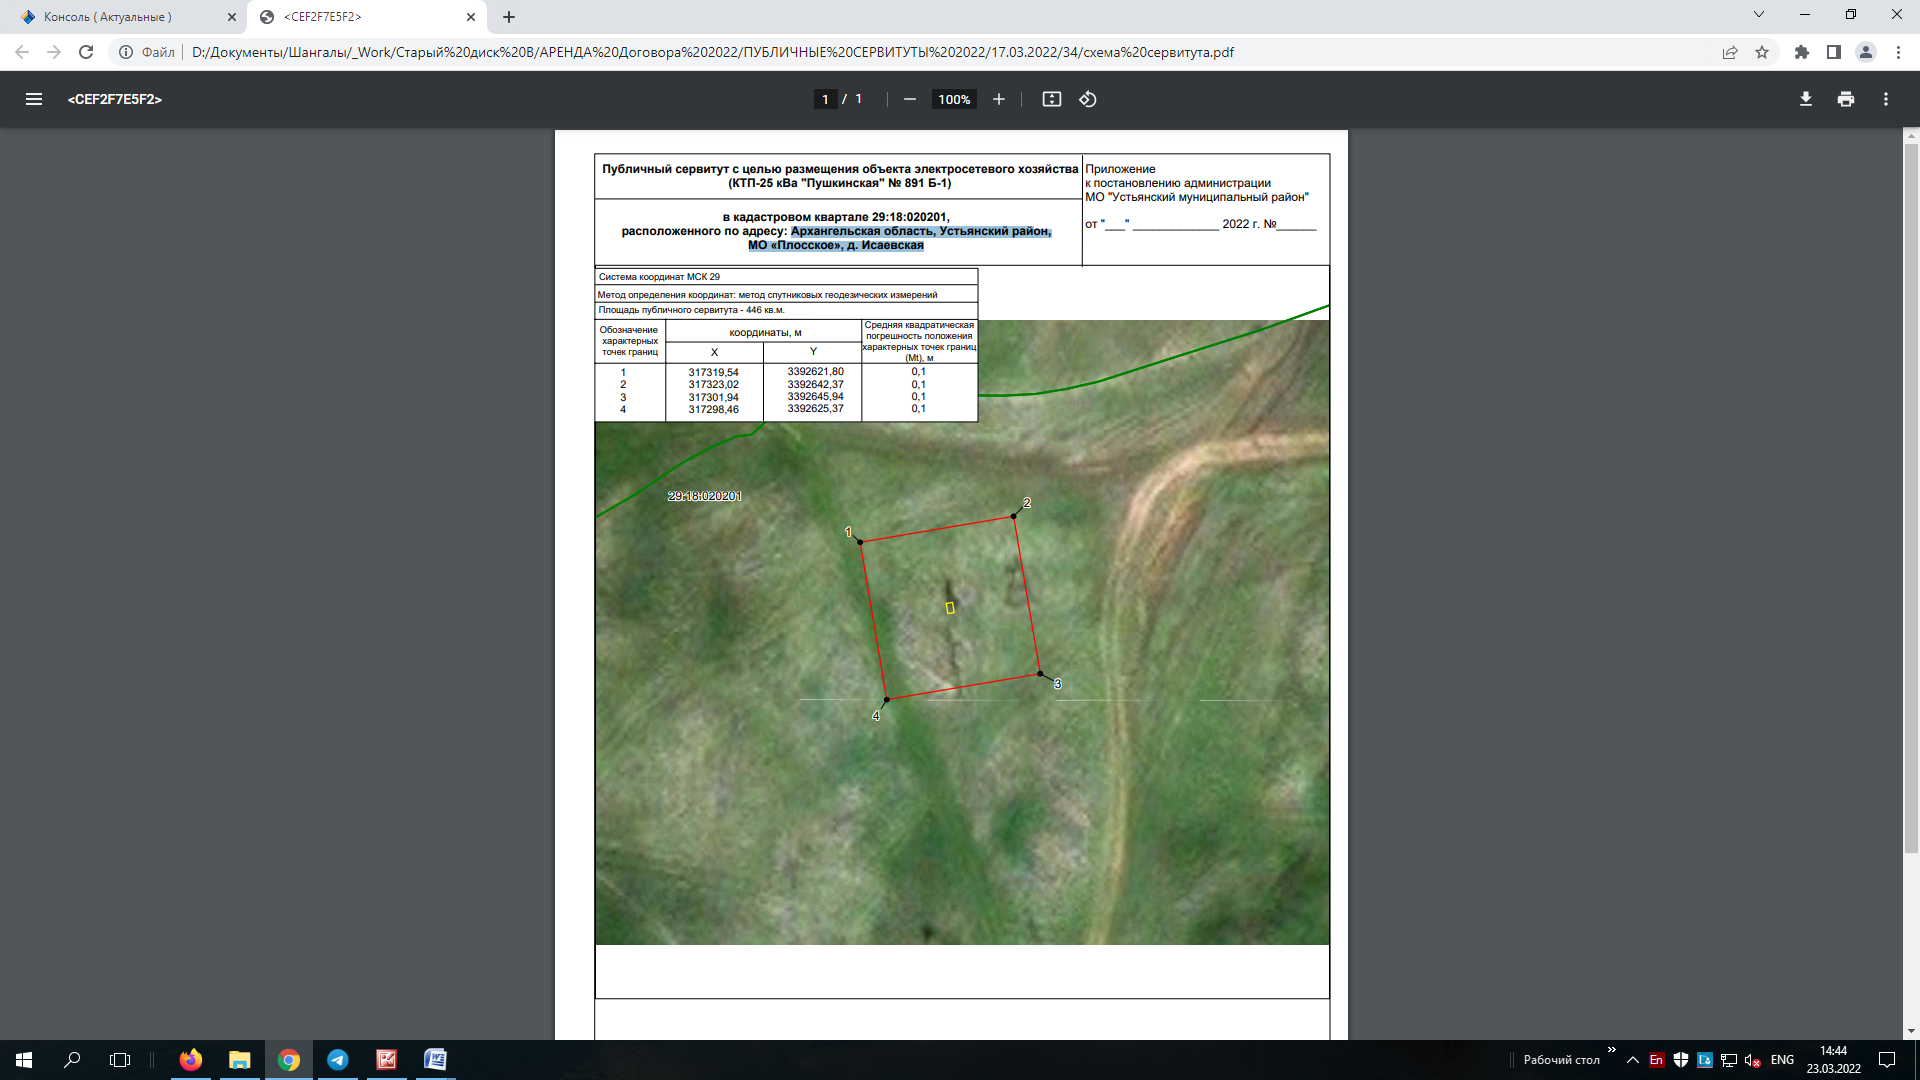 Консоль ( Актуальные )
<CEF2F7E5F2>
Файл
D:/Документы/Шангалы/_Work/Старый%20диск%20B/АРЕНДА%20Договора%202022/ПУБЛИЧНЫЕ%20СЕРВИТУТЫ%202022/17.03.2022/34/схема%20сервитута.pdf
<CEF2F7E5F2>
1 / 1
100%
Публичный сервитут с целью размещения объекта электросетевого хозяйства
(КТП-25 кВа "Пушкинская" № 891 Б-1)
в кадастровом квартале 29:18:020201,
расположенного по адресу: Архангельская область, Устьянский район,
МО «Плосское», д. Исаевская
Приложение
к постановлению администрации
МО "Устьянский муниципальный район"
от "___" _____________ 2022 г. №______
Система координат МСК 29
Метод определения координат: метод спутниковых геодезических измерений
Площадь публичного сервитута - 446 кв.м.
Обозначение
характерных
точек границ
координаты, м
X
Y
Средняя квадратическая
погрешность положения
характерных точек границ
(Mt), м
1 317319,54 3392621,80 0,1
2 317323,02 3392642,37 0,1
3 317301,94 3392645,94 0,1
4 317298,46 3392625,37 0,1
29:18:020201
1
2
3
4
Рабочий стол
»
En
ENG
14:44
23.03.2022